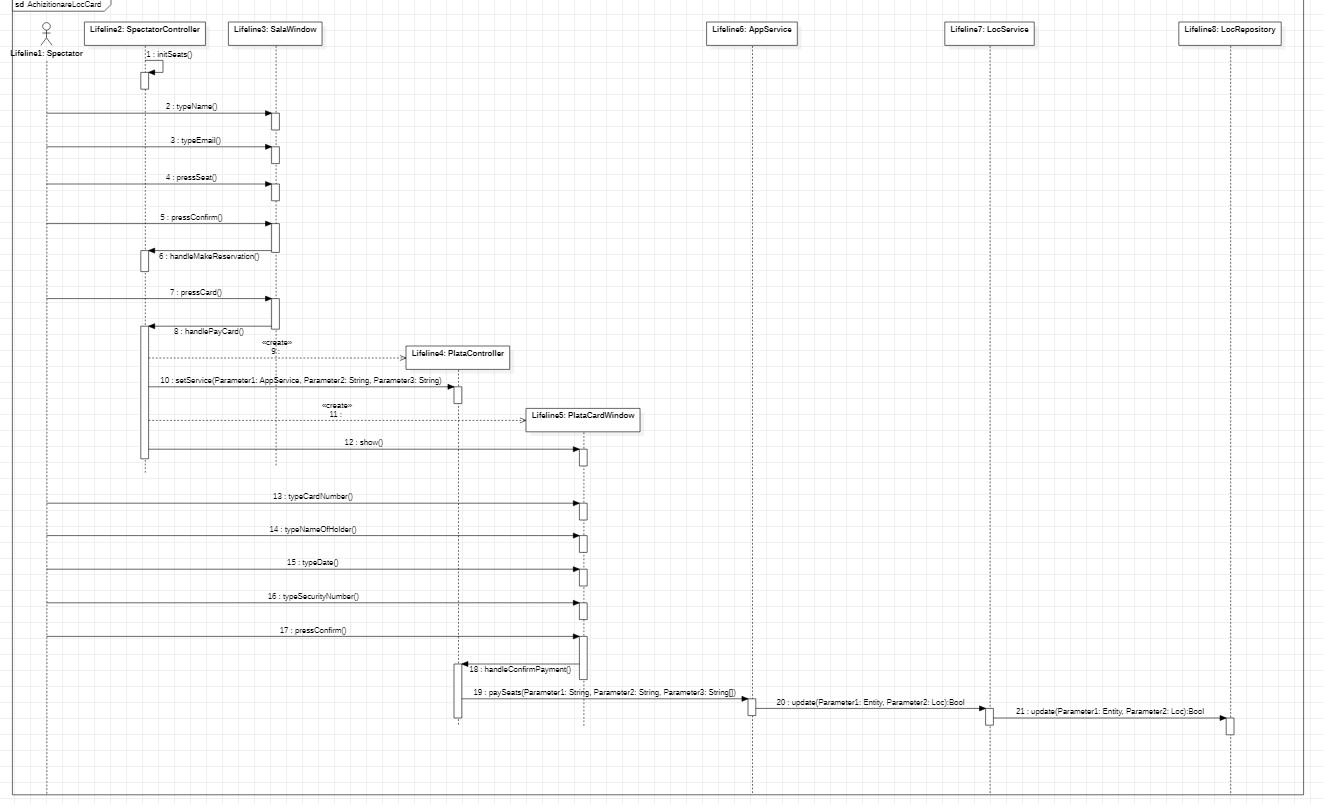 sd AchizitionareLocCard
Lifeline1: Spectator
Lifeline2: SpectatorController
Lifeline3: SalaWindow
Lifeline6: AppService
Lifeline7: LocService
Lifeline8: LocRepository
1 : initSeats()
2 : typeName()
3 : typeEmail()
4 : pressSeat()
5 : pressConfirm()
6 : handleMakeReservation()
7 : pressCard()
8 : handlePayCard()
«create»
9 :
Lifeline4: PlataController
10 : setService(Parameter1: AppService, Parameter2: String, Parameter3: String)
«create»
11 :
Lifeline5: PlataCardWindow
12 : show()
13 : typeCardNumber()
14 : typeNameOfHolder()
15 : typeDate()
16 : typeSecurityNumber()
17 : pressConfirm()
18 : handleConfirmPayment()
19 : paySeats(Parameter1: String, Parameter2: String, Parameter3: String[])
20 : update(Parameter1: Entity, Parameter2: Loc):Bool
21 : update(Parameter1: Entity, Parameter2: Loc):Bool